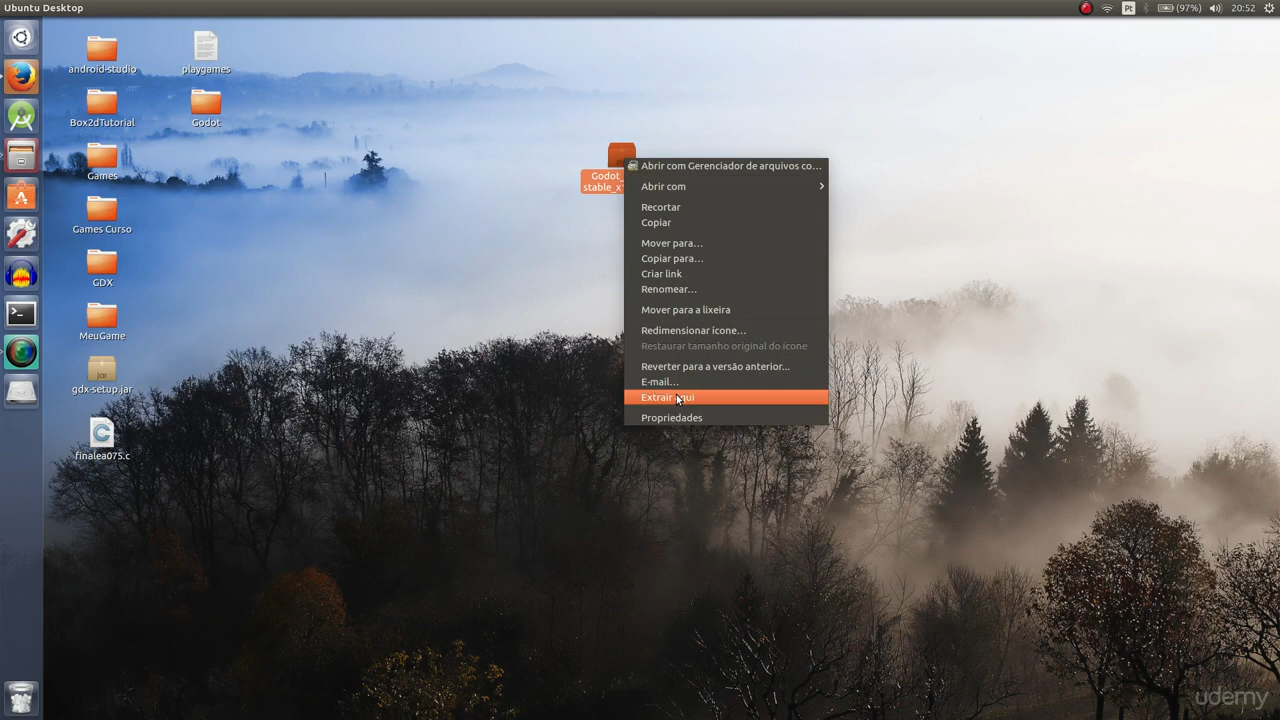 Ubuntu Desktop
Pt
(97%)
20:52
android-studio
playgames
Box2dTutorial
Godot
Games
Games Curso
GDX
MeuGame
jar
gdx-setup.jar
C
finalea075.c
Godot_
stable_x
Abrir com Gerenciador de arquivos co...
Abrir com
Recortar
Copiar
Mover para...
Copiar para...
Criar link
Renomear...
Mover para a lixeira
Redimensionar ícone...
Restaurar tamanho original do ícone
Reverter para a versão anterior...
E-mail...
Extrair aqui
Propriedades
udemy